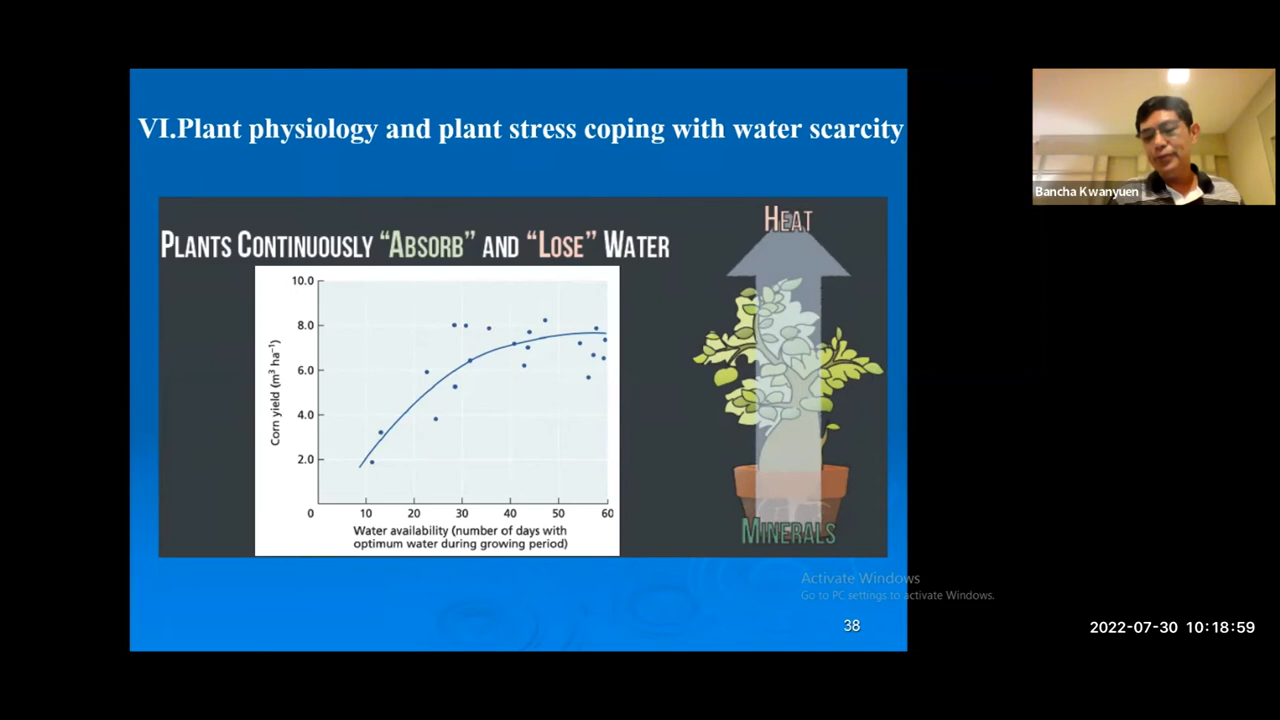 VI.Plant physiology and plant stress coping with water scarcity
Bancha Kwanyuen
PLANTS CONTINUOUSLY “ABSORB” AND “LOSE” WATER
HEAT
10.0
8.0
6.0
4.0
2.0
Corn yield (m³ ha⁻¹)
0 10 20 30 40 50 60
Water availability (number of days with
optimum water during growing period)
MINERALS
Activate Windows
Go to PC settings to activate Windows.
38
2022-07-30 10:18:59